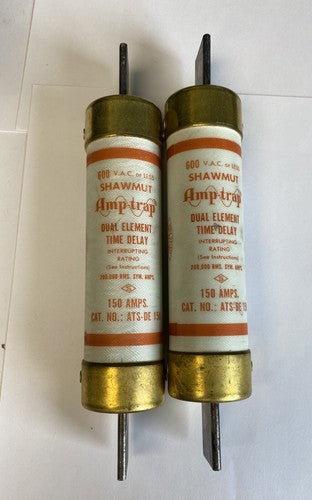 600 V.A.C. OR LESS
SHAWMUT
Amp-trap
DUAL ELEMENT
TIME DELAY
INTERRUPTING
RATING
(See Instructions)
200,000 RMS. SYM. AMPS.
150 AMPS.
CAT. NO.: ATS-DE 150
600 V.A.C. OR LESS
SHAWMUT
Amp-trap
DUAL ELEMENT
TIME DELAY
INTERRUPTING
RATING
(See Instructions)
200,000 RMS. SYM. AMPS.
150 AMPS.
CAT. NO.: ATS-DE